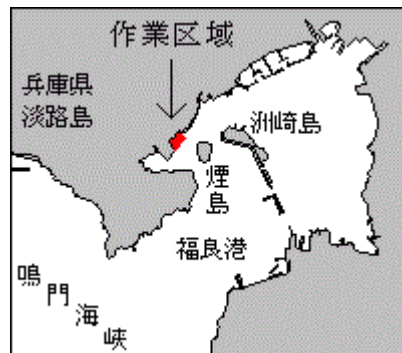 作業区域
兵庫県
淡路島
洲崎島
煙島
福良港
鳴門海峡